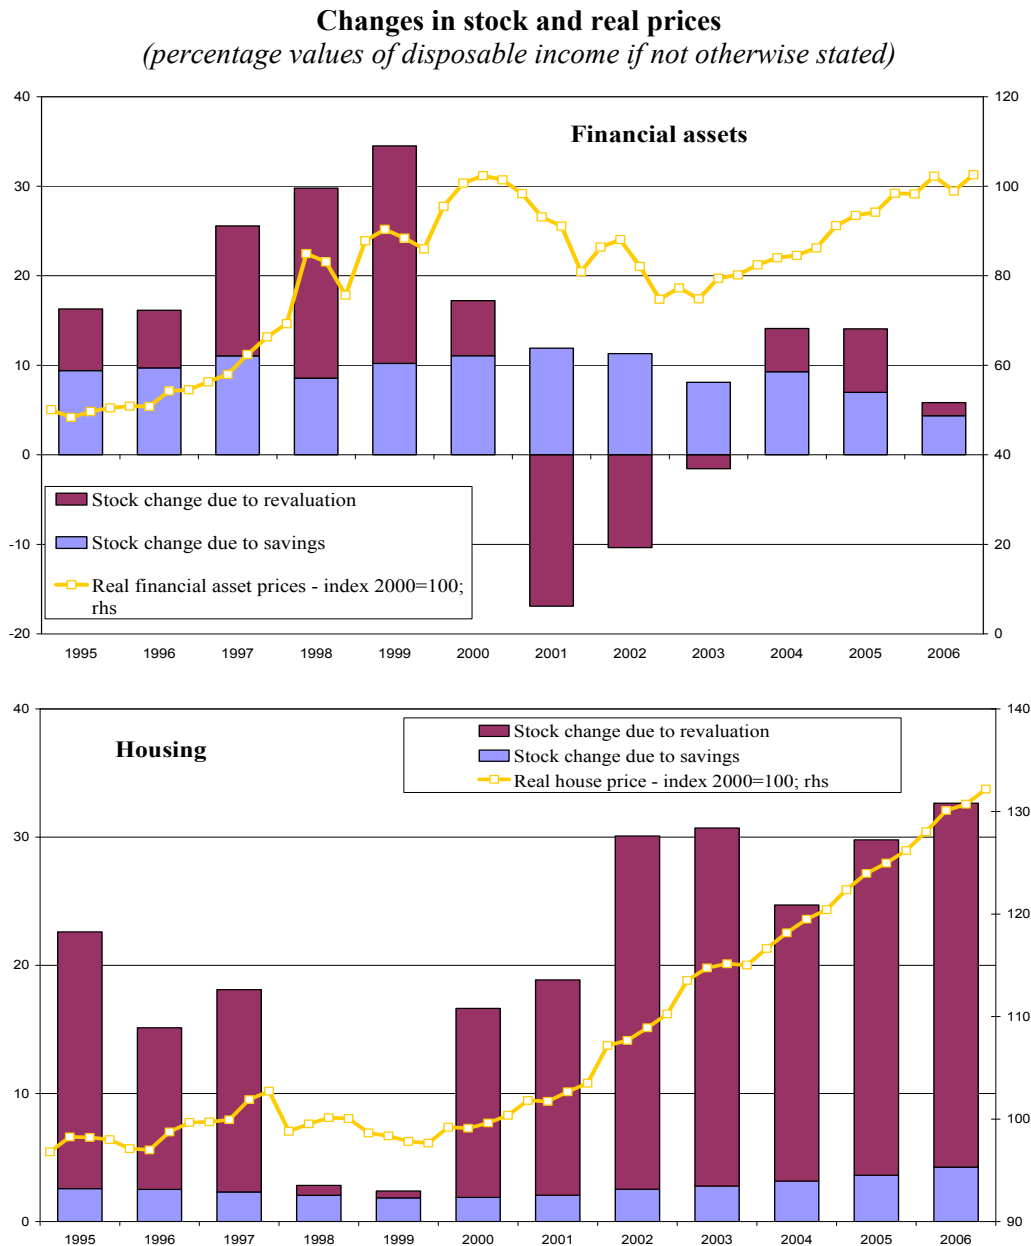 Changes in stock and real prices
(percentage values of disposable income if not otherwise stated)
40
120
Financial assets
30
100
20
80
10
60
0
40
Stock change due to revaluation
-10
Stock change due to savings
20
Real financial asset prices - index 2000=100;
rhs
-20
0
1995 1996 1997 1998 1999 2000 2001 2002 2003 2004 2005 2006
40
140
Housing
Stock change due to revaluation
Stock change due to savings
Real house price - index 2000=100; rhs
130
30
120
20
110
10
100
0
90
1995 1996 1997 1998 1999 2000 2001 2002 2003 2004 2005 2006